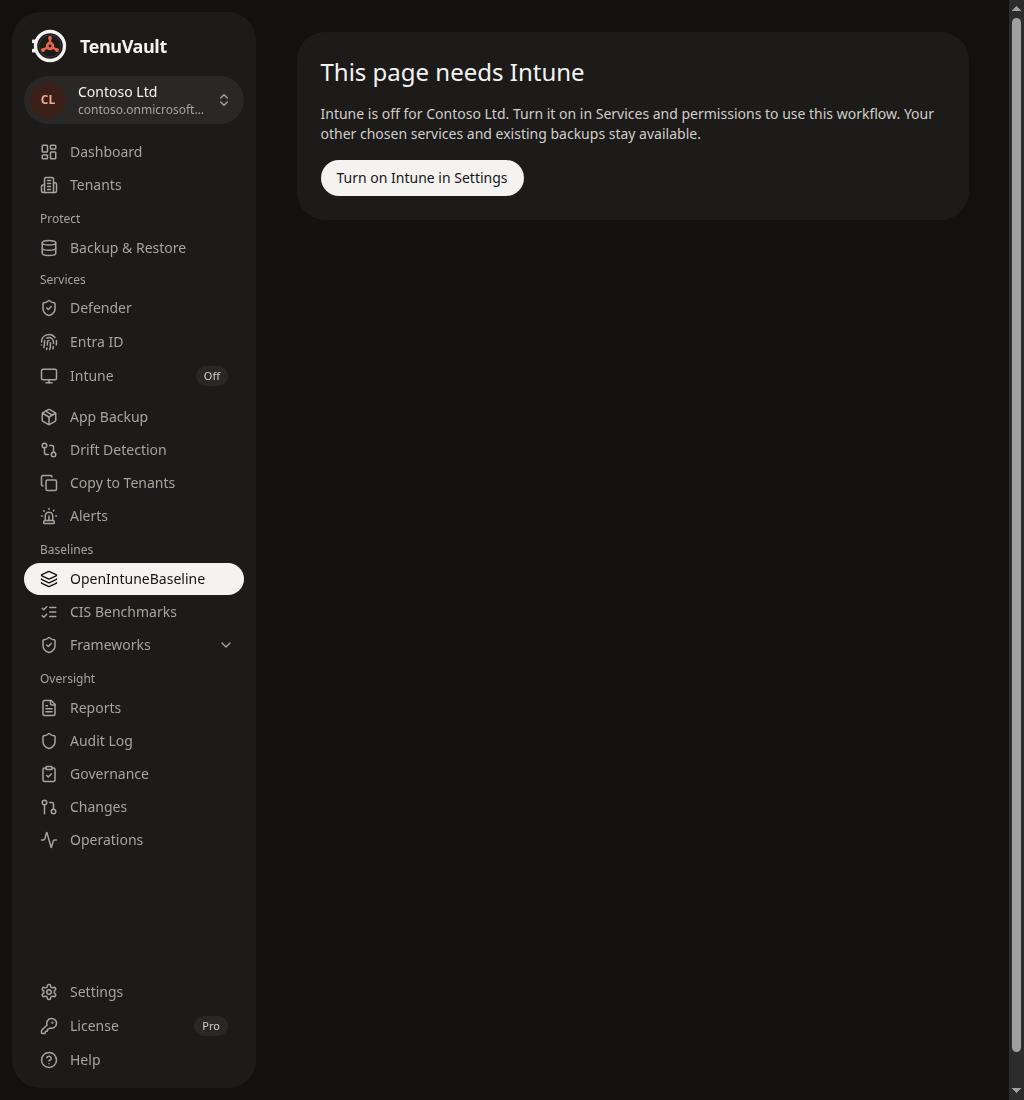 TenuVault
CL
Contoso Ltd
contoso.onmicrosoft...
Dashboard
Tenants
Protect
Backup & Restore
Services
Defender
Entra ID
Intune
Off
App Backup
Drift Detection
Copy to Tenants
Alerts
Baselines
OpenIntuneBaseline
CIS Benchmarks
Frameworks
Oversight
Reports
Audit Log
Governance
Changes
Operations
Settings
License
Pro
Help
This page needs Intune
Intune is off for Contoso Ltd. Turn it on in Services and permissions to use this workflow. Your
other chosen services and existing backups stay available.
Turn on Intune in Settings